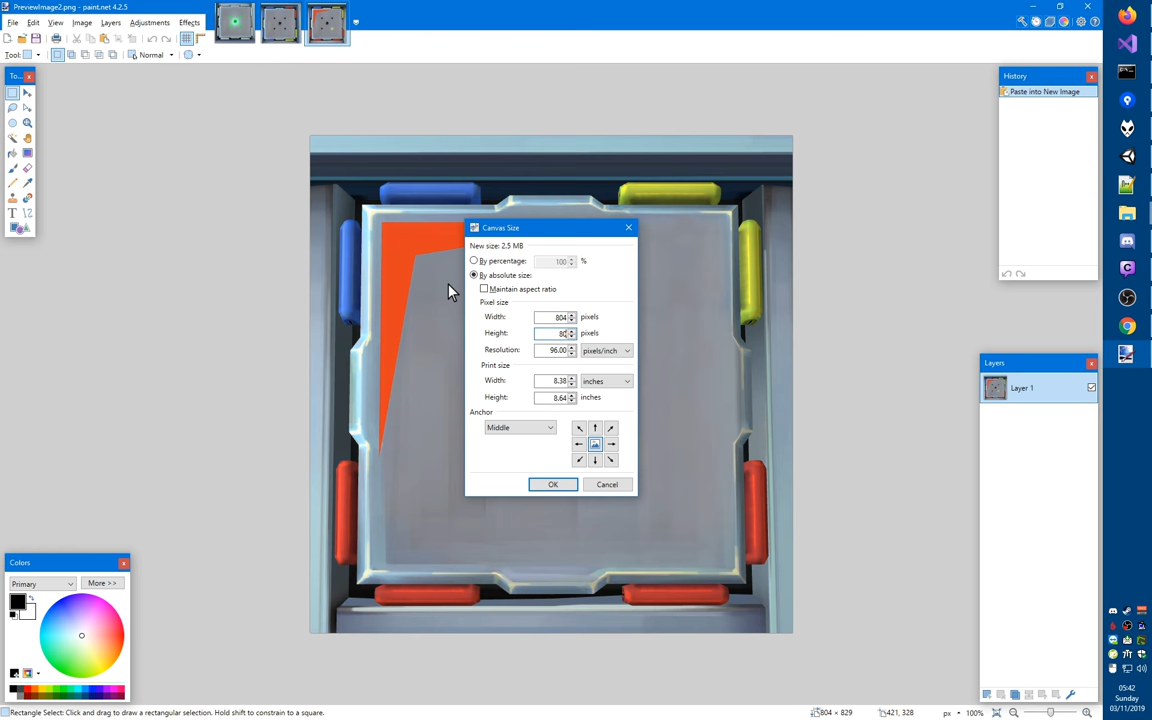 PreviewImage2.png - paint.net 4.2.5
File Edit View Image Layers Adjustments Effects
Tool: Normal
To...
History
Paste into New Image
Canvas Size
New size: 2.5 MB
By percentage: 100 %
By absolute size:
Maintain aspect ratio
Pixel size
Width: 804 pixels
Height: 80 pixels
Resolution: 96.00 pixels/inch
Print size
Width: 8.38 inches
Height: 8.64 inches
Anchor
Middle
OK Cancel
Layers
Layer 1
Colors
Primary More >>
05:42
Sunday
03/11/2019
Rectangle Select: Click and drag to draw a rectangular selection. Hold shift to constrain to a square.
804 × 829 421, 328 px 100%